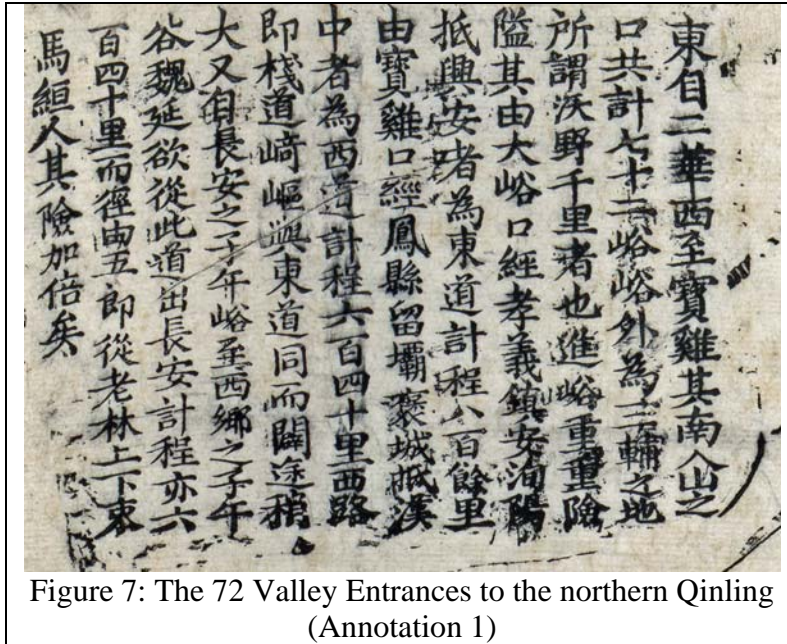 東自二華西至寶雞其南入山之
口共計七十二峪峪外為三輔之地
所謂沃野千里者也進峪重重險
隘其由大峪口經孝義鎮安洵陽
抵興安者為東道計程八百餘里
由寶雞口經鳳縣留壩褒城抵漢
中者為西道計程六百四十里西路
即棧道﨑嶇與東道同而闢途稍
大又自長安之子午峪至西鄉之子午
谷魏延欲從此道出長安計程亦六
百四十里而徑由五即從老林上下束
馬絙人其險加倍矣
Figure 7: The 72 Valley Entrances to the northern Qinling
(Annotation 1)